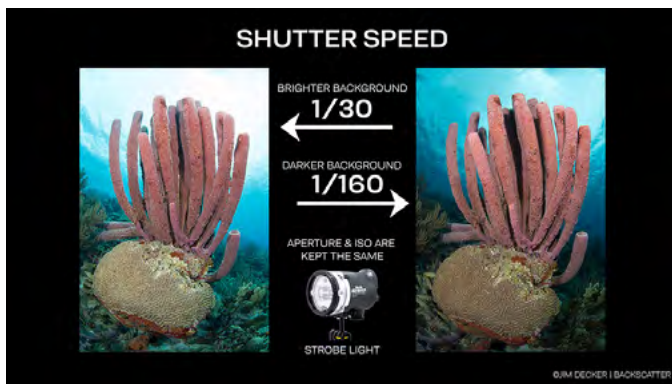 SHUTTER SPEED
BRIGHTER BACKGROUND
1/30
DARKER BACKGROUND
1/160
APERTURE & ISO ARE
KEPT THE SAME
STROBE LIGHT
©JIM DECKER | BACKSCATTER